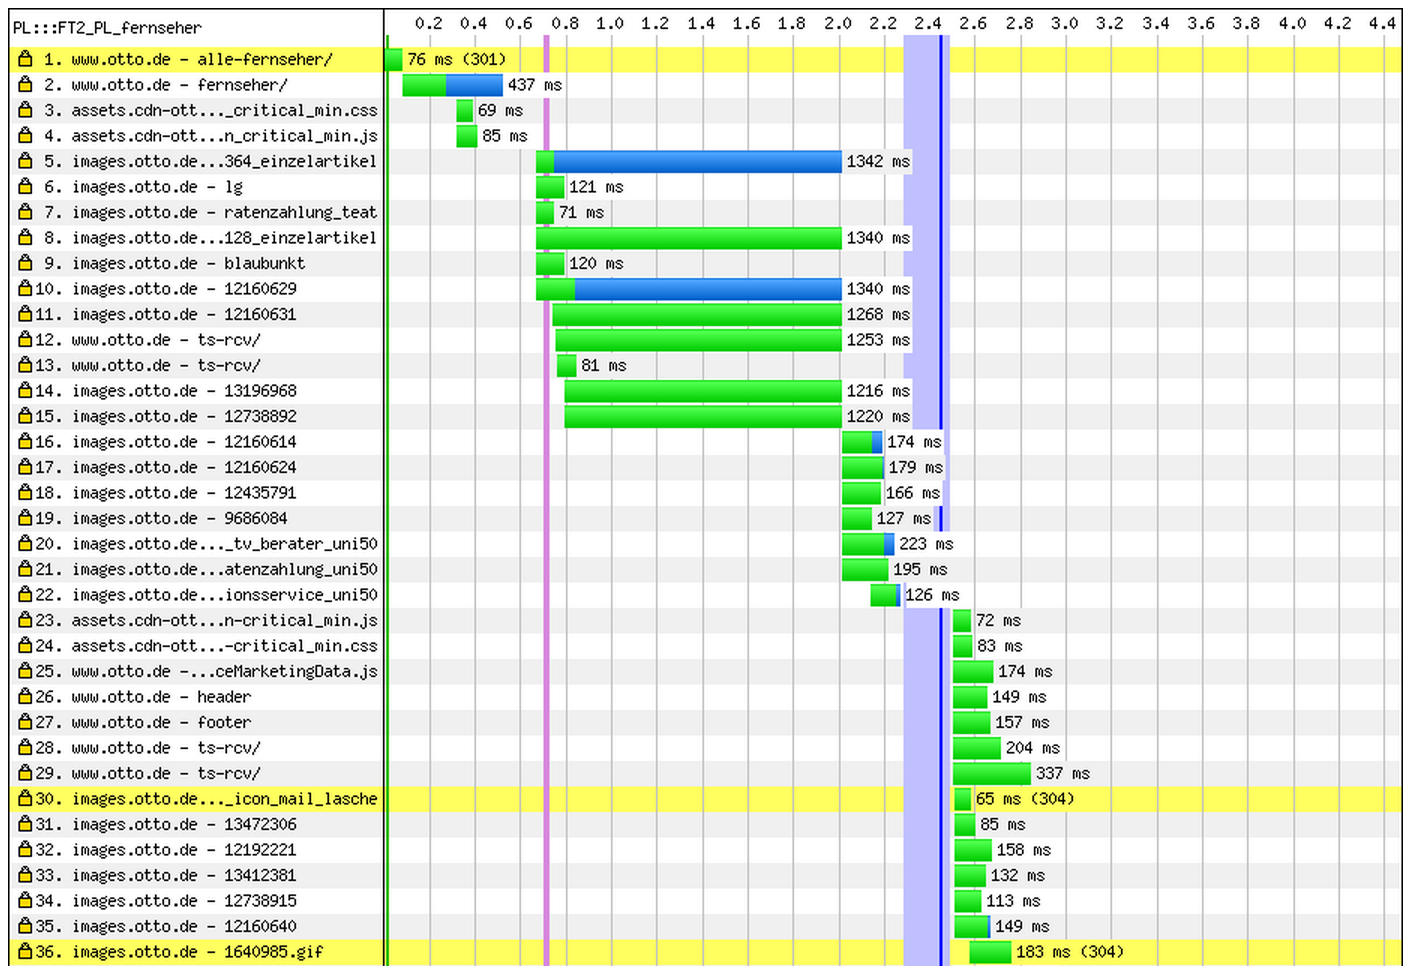 PL:::FT2_PL_fernseher 0.2 0.4 0.6 0.8 1.0 1.2 1.4 1.6 1.8 2.0 2.2 2.4 2.6 2.8 3.0 3.2 3.4 3.6 3.8 4.0 4.2 4.4
1. www.otto.de - alle-fernseher/ 76 ms (301)
2. www.otto.de - fernseher/ 437 ms
3. assets.cdn-ott..._critical_min.css 69 ms
4. assets.cdn-ott...n_critical_min.js 85 ms
5. images.otto.de...364_einzelartikel 1342 ms
6. images.otto.de - lg 121 ms
7. images.otto.de - ratenzahlung_teat 71 ms
8. images.otto.de...128_einzelartikel 1340 ms
9. images.otto.de - blaubunkt 120 ms
10. images.otto.de - 12160629 1340 ms
11. images.otto.de - 12160631 1268 ms
12. www.otto.de - ts-rcv/ 1253 ms
13. www.otto.de - ts-rcv/ 81 ms
14. images.otto.de - 13196968 1216 ms
15. images.otto.de - 12738892 1220 ms
16. images.otto.de - 12160614 174 ms
17. images.otto.de - 12160624 179 ms
18. images.otto.de - 12435791 166 ms
19. images.otto.de - 9686084 127 ms
20. images.otto.de..._tv_berater_uni50 223 ms
21. images.otto.de...atenzahlung_uni50 195 ms
22. images.otto.de...ionsservice_uni50 126 ms
23. assets.cdn-ott...n-critical_min.js 72 ms
24. assets.cdn-ott...-critical_min.css 83 ms
25. www.otto.de -...ceMarketingData.js 174 ms
26. www.otto.de - header 149 ms
27. www.otto.de - footer 157 ms
28. www.otto.de - ts-rcv/ 204 ms
29. www.otto.de - ts-rcv/ 337 ms
30. images.otto.de..._icon_mail_lasche 65 ms (304)
31. images.otto.de - 13472306 85 ms
32. images.otto.de - 12192221 158 ms
33. images.otto.de - 13412381 132 ms
34. images.otto.de - 12738915 113 ms
35. images.otto.de - 12160640 149 ms
36. images.otto.de - 1640985.gif 183 ms (304)